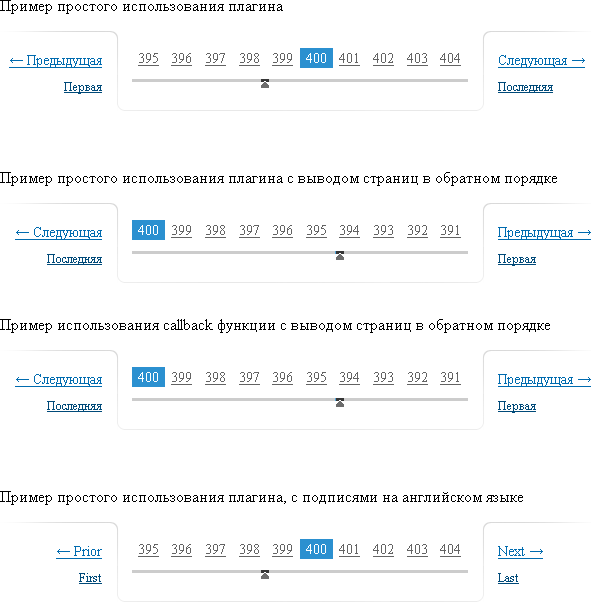 Пример простого использования плагина
← Предыдущая 395 396 397 398 399 400 401 402 403 404 Следующая →
Первая Последняя
Пример простого использования плагина с выводом страниц в обратном порядке
← Следующая 400 399 398 397 396 395 394 393 392 391 Предыдущая →
Последняя Первая
Пример использования callback функции с выводом страниц в обратном порядке
← Следующая 400 399 398 397 396 395 394 393 392 391 Предыдущая →
Последняя Первая
Пример простого использования плагина, с подписями на английском языке
← Prior 395 396 397 398 399 400 401 402 403 404 Next →
First Last